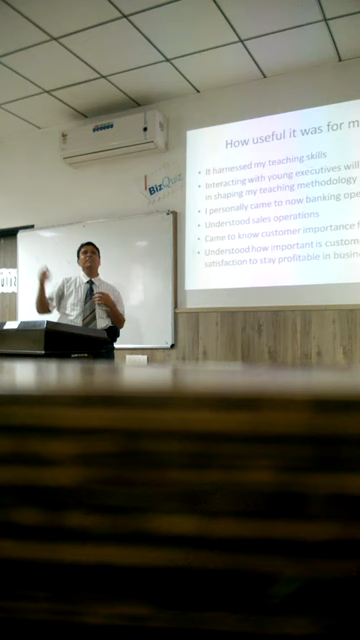 BizQuiz
How useful it was for m
• It harnessed my teaching skills
• Interacting with young executives will
in shaping my teaching methodology
• I personally came to now banking ope
• Understood sales operations
• Came to know customer importance f
• Understood how important is custom
satisfaction to stay profitable in busin